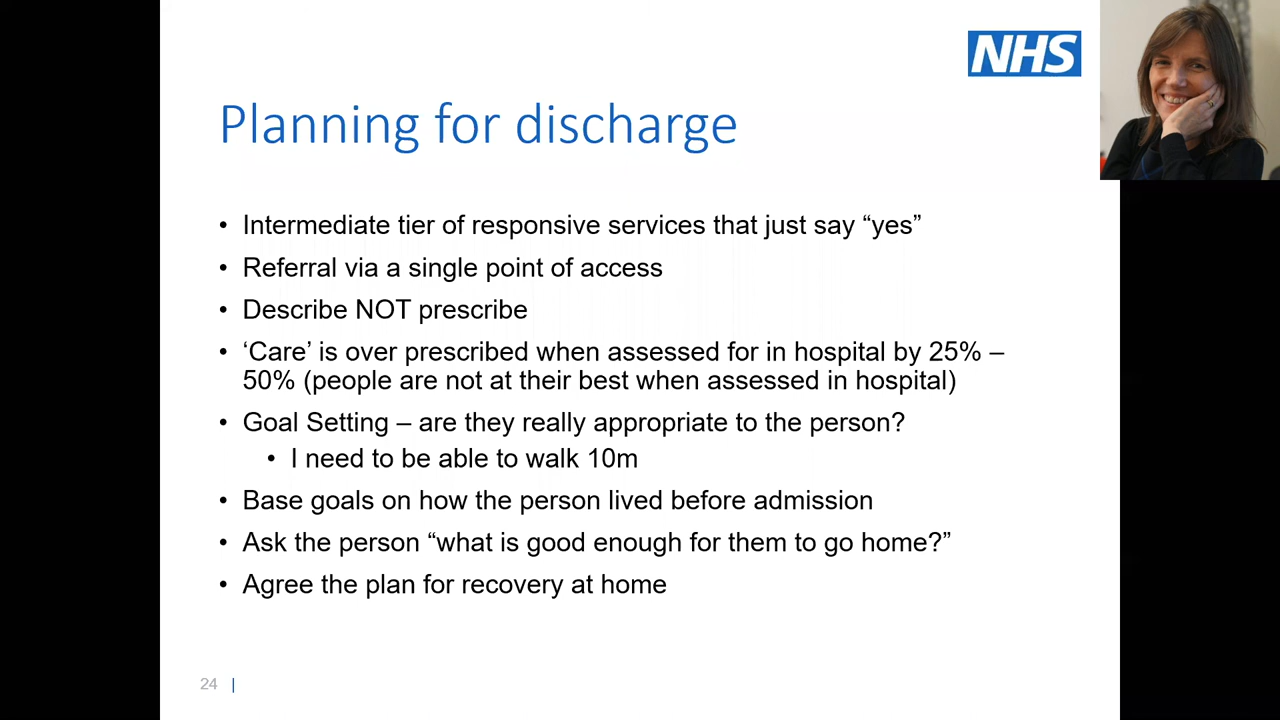 NHS
Planning for discharge
• Intermediate tier of responsive services that just say “yes”
• Referral via a single point of access
• Describe NOT prescribe
• ‘Care’ is over prescribed when assessed for in hospital by 25% –
50% (people are not at their best when assessed in hospital)
• Goal Setting – are they really appropriate to the person?
• I need to be able to walk 10m
• Base goals on how the person lived before admission
• Ask the person “what is good enough for them to go home?”
• Agree the plan for recovery at home
24 |